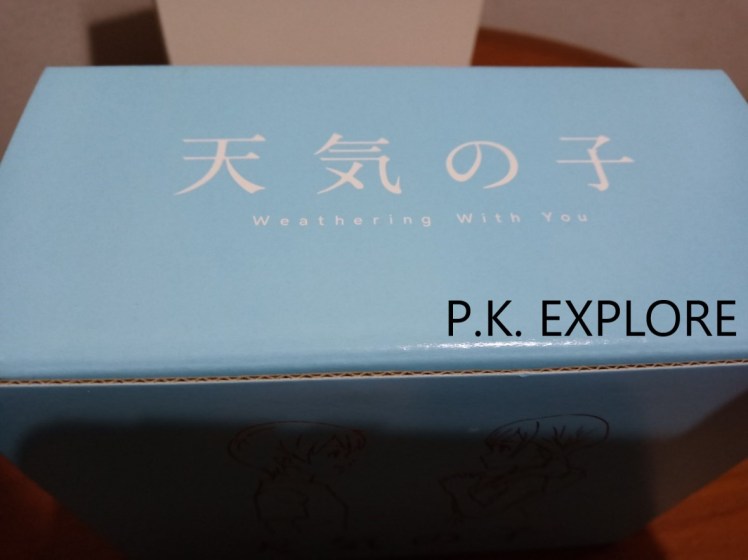 天気の子
Weathering With You
P.K. EXPLORE